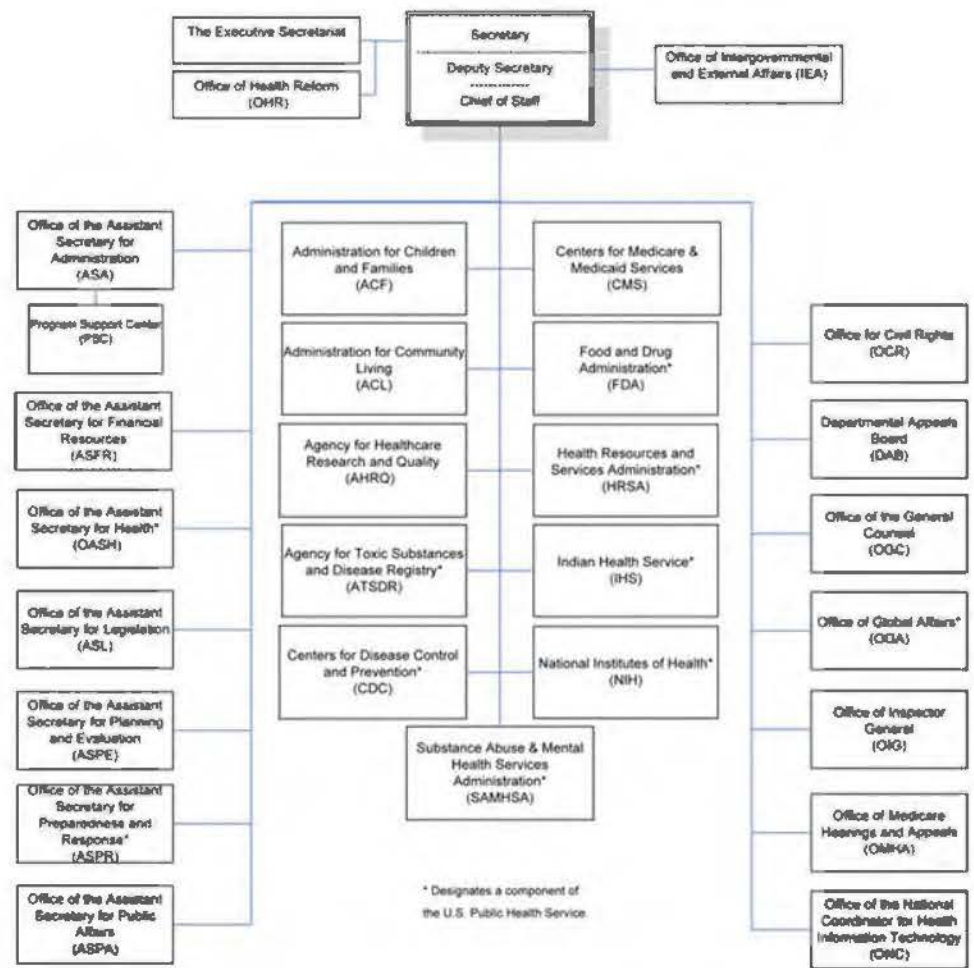 The Executive Secretariat
Office of Health Reform
(OHR)
Secretary
Deputy Secretary
Chief of Staff
Office of Intergovernmental
and External Affairs (IEA)
Office of the Assistant
Secretary for
Administration
(ASA)
Program Support Center
(PSC)
Office of the Assistant
Secretary for Financial
Resources
(ASFR)
Office of the Assistant
Secretary for Health*
(OASH)
Office of the Assistant
Secretary for Legislation
(ASL)
Office of the Assistant
Secretary for Planning
and Evaluation
(ASPE)
Office of the Assistant
Secretary for
Preparedness and
Response*
(ASPR)
Office of the Assistant
Secretary for Public
Affairs
(ASPA)
Administration for Children
and Families
(ACF)
Administration for Community
Living
(ACL)
Agency for Healthcare
Research and Quality
(AHRQ)
Agency for Toxic Substances
and Disease Registry*
(ATSDR)
Centers for Disease Control
and Prevention*
(CDC)
Centers for Medicare &
Medicaid Services
(CMS)
Food and Drug
Administration*
(FDA)
Health Resources and
Services Administration*
(HRSA)
Indian Health Service*
(IHS)
National Institutes of Health*
(NIH)
Substance Abuse & Mental
Health Services
Administration*
(SAMHSA)
* Designates a component of
the U.S. Public Health Service.
Office for Civil Rights
(OCR)
Departmental Appeals
Board
(DAB)
Office of the General
Counsel
(OGC)
Office of Global Affairs*
(OGA)
Office of Inspector
General
(OIG)
Office of Medicare
Hearings and Appeals
(OMHA)
Office of the National
Coordinator for Health
Information Technology
(ONC)